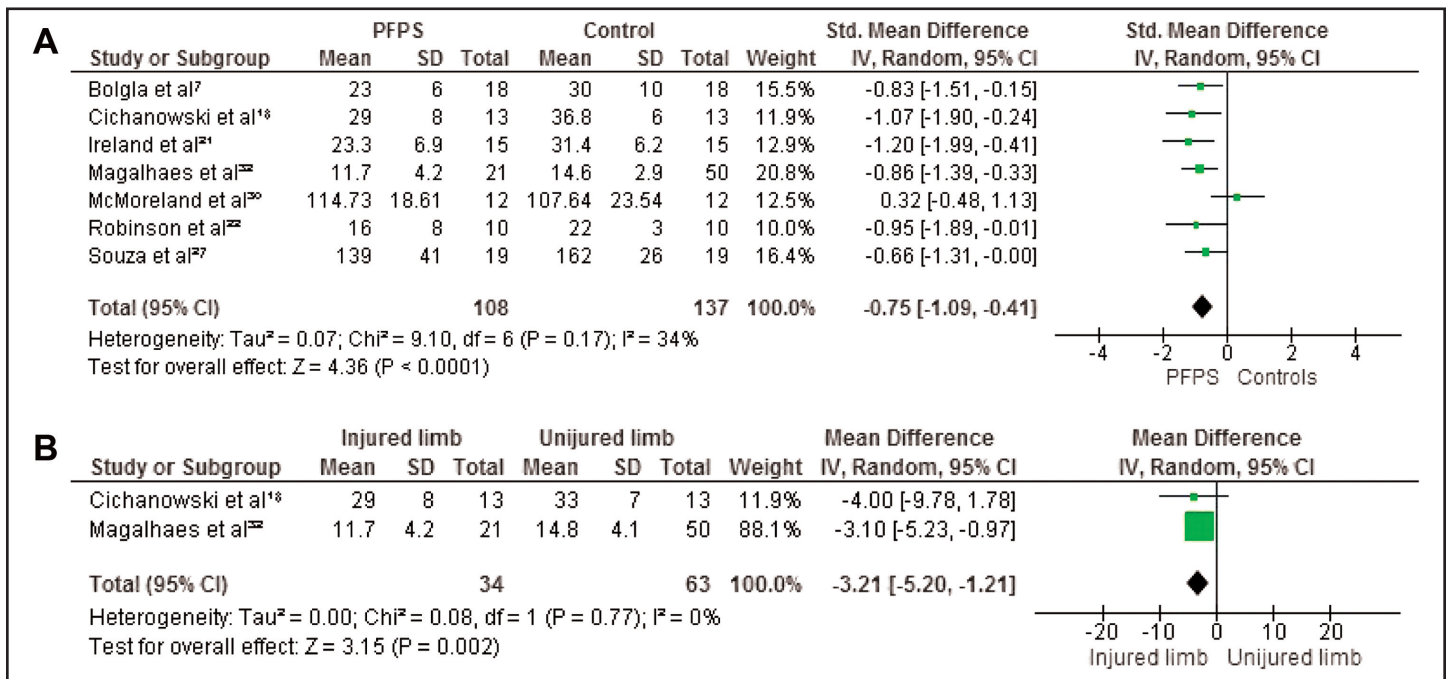 A
PFPS Control Std. Mean Difference Std. Mean Difference
Study or Subgroup Mean SD Total Mean SD Total Weight IV, Random, 95% CI IV, Random, 95% CI
Bolgla et al⁷ 23 6 18 30 10 18 15.5% -0.83 [-1.51, -0.15]
Cichanowski et al¹⁸ 29 8 13 36.8 6 13 11.9% -1.07 [-1.90, -0.24]
Ireland et al²¹ 23.3 6.9 15 31.4 6.2 15 12.9% -1.20 [-1.99, -0.41]
Magalhaes et al 11.7 4.2 21 14.6 2.9 50 20.8% -0.86 [-1.39, -0.33]
McMoreland et al 114.73 18.61 12 107.64 23.54 12 12.5% 0.32 [-0.48, 1.13]
Robinson et al 16 8 10 22 3 10 10.0% -0.95 [-1.89, -0.01]
Souza et al²⁷ 139 41 19 162 26 19 16.4% -0.66 [-1.31, -0.00]
Total (95% CI) 108 137 100.0% -0.75 [-1.09, -0.41]
Heterogeneity: Tau² = 0.07; Chi² = 9.10, df = 6 (P = 0.17); I² = 34%
Test for overall effect: Z = 4.36 (P < 0.0001)
-4 -2 0 2 4
PFPS Controls
B
Injured limb Unijured limb Mean Difference Mean Difference
Study or Subgroup Mean SD Total Mean SD Total Weight IV, Random, 95% CI IV, Random, 95% CI
Cichanowski et al¹⁸ 29 8 13 33 7 13 11.9% -4.00 [-9.78, 1.78]
Magalhaes et al 11.7 4.2 21 14.8 4.1 50 88.1% -3.10 [-5.23, -0.97]
Total (95% CI) 34 63 100.0% -3.21 [-5.20, -1.21]
Heterogeneity: Tau² = 0.00; Chi² = 0.08, df = 1 (P = 0.77); I² = 0%
Test for overall effect: Z = 3.15 (P = 0.002)
-20 -10 0 10 20
Injured limb Unijured limb